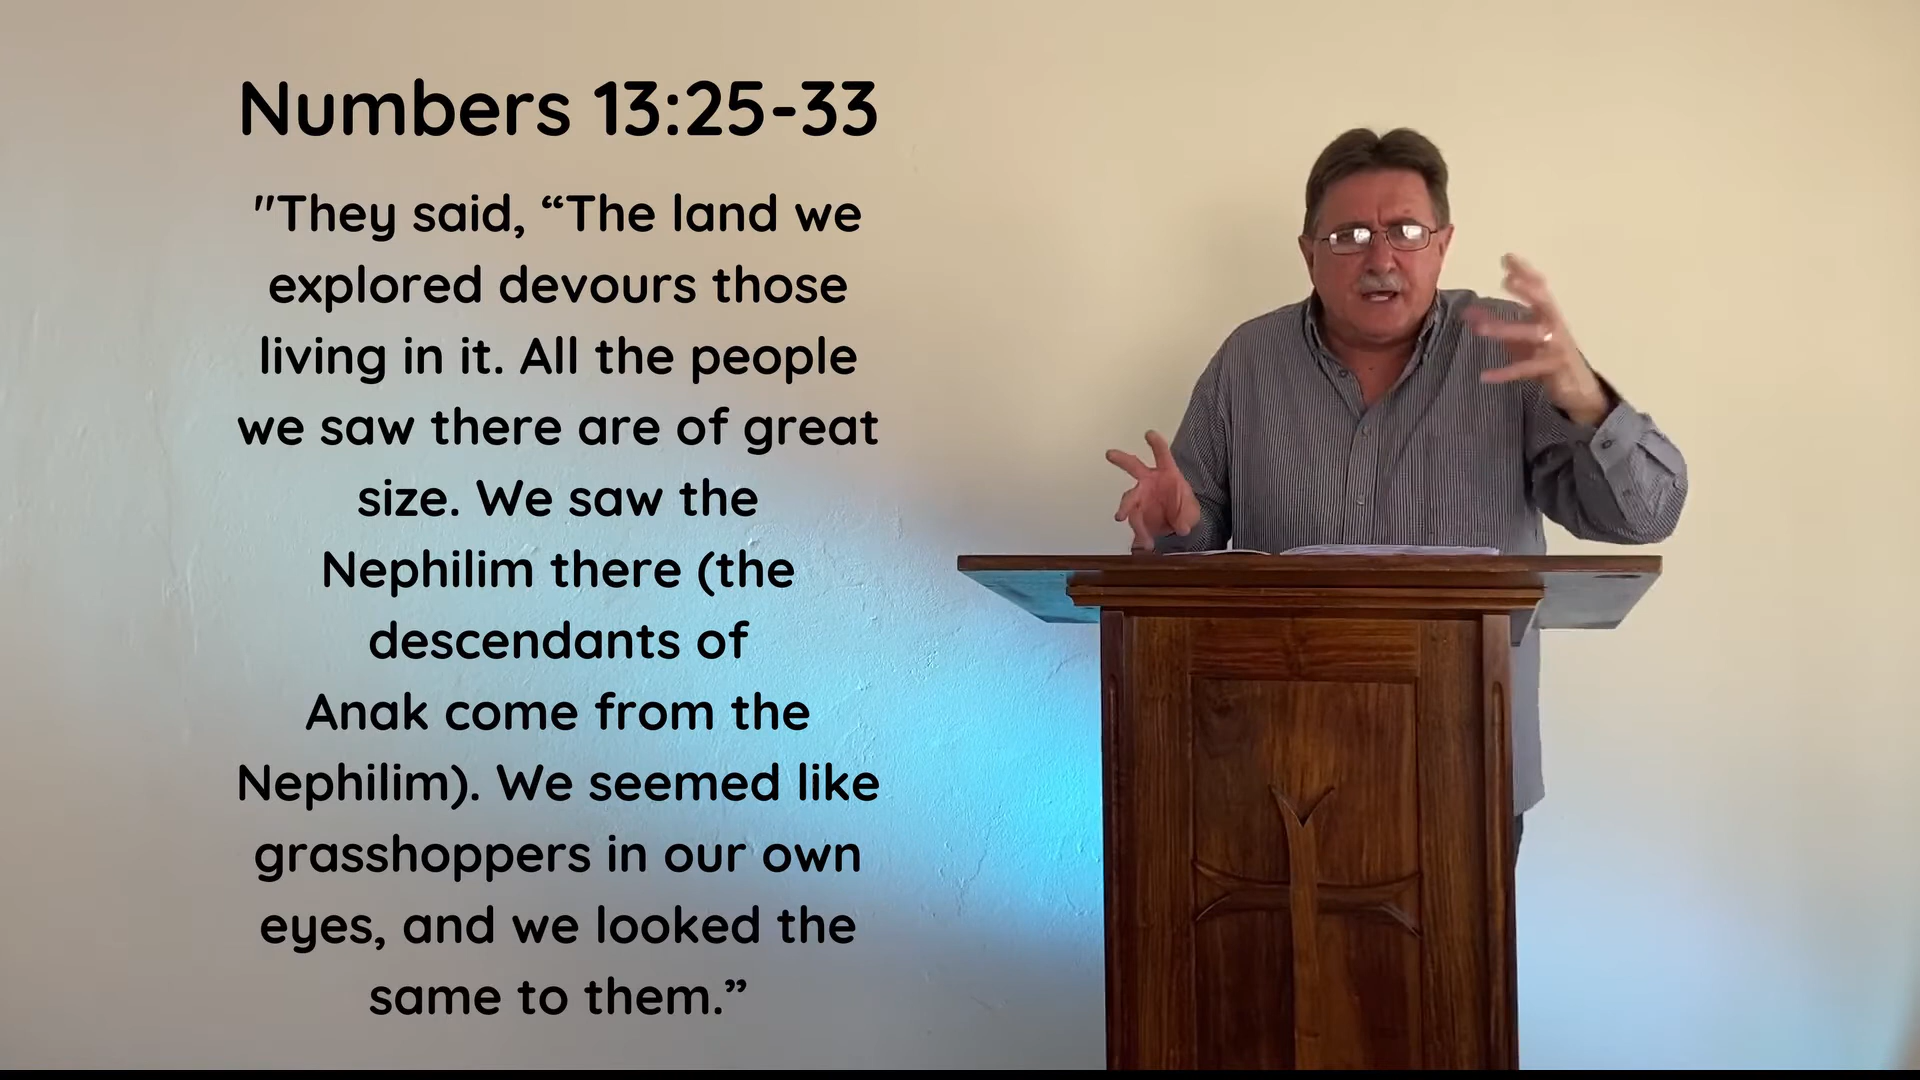 Numbers 13:25-33
"They said, “The land we
explored devours those
living in it. All the people
we saw there are of great
size. We saw the
Nephilim there (the
descendants of
Anak come from the
Nephilim). We seemed like
grasshoppers in our own
eyes, and we looked the
same to them.”